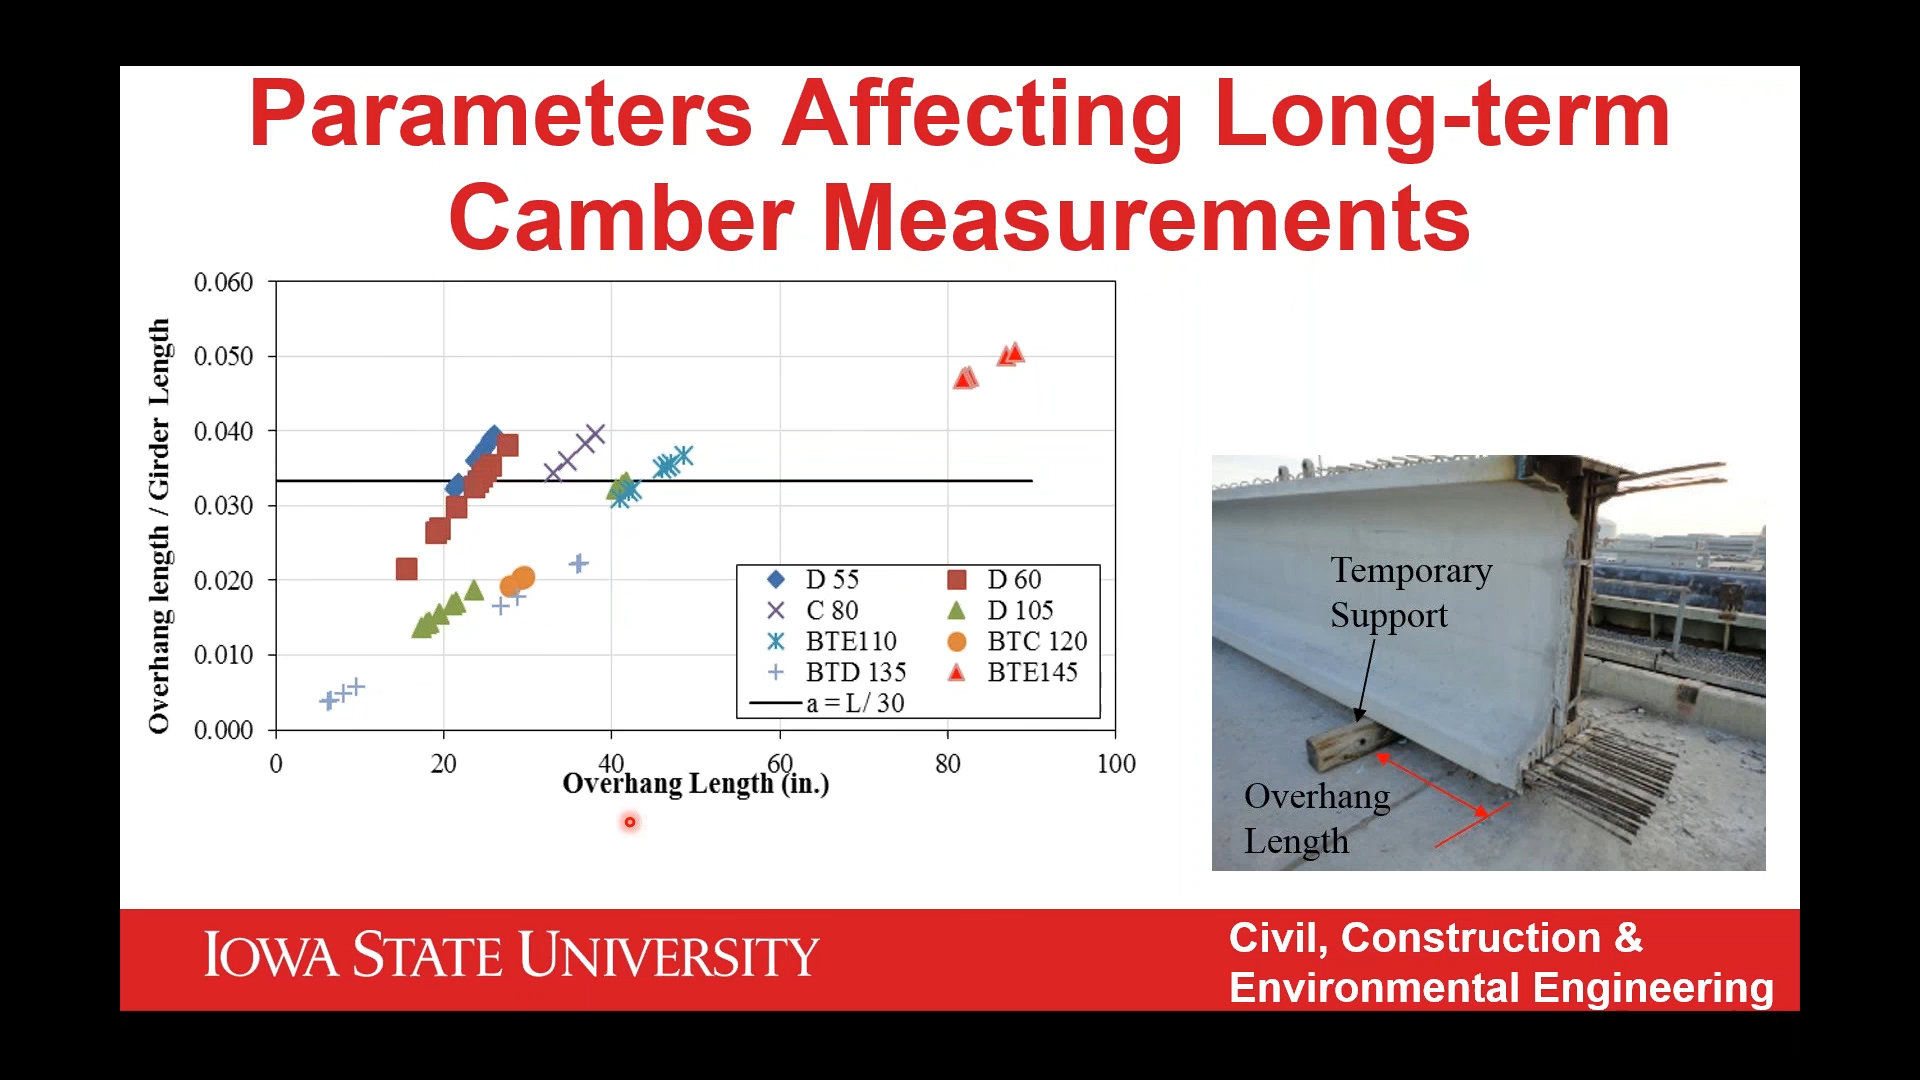 Parameters Affecting Long-term
Camber Measurements
Overhang length / Girder Length
0.060
0.050
0.040
0.030
0.020
0.010
0.000
0 20 40 60 80 100
Overhang Length (in.)
D 55 D 60
C 80 D 105
BTE110 BTC 120
BTD 135 BTE145
a = L/ 30
Temporary
Support
Overhang
Length
IOWA STATE UNIVERSITY
Civil, Construction &
Environmental Engineering